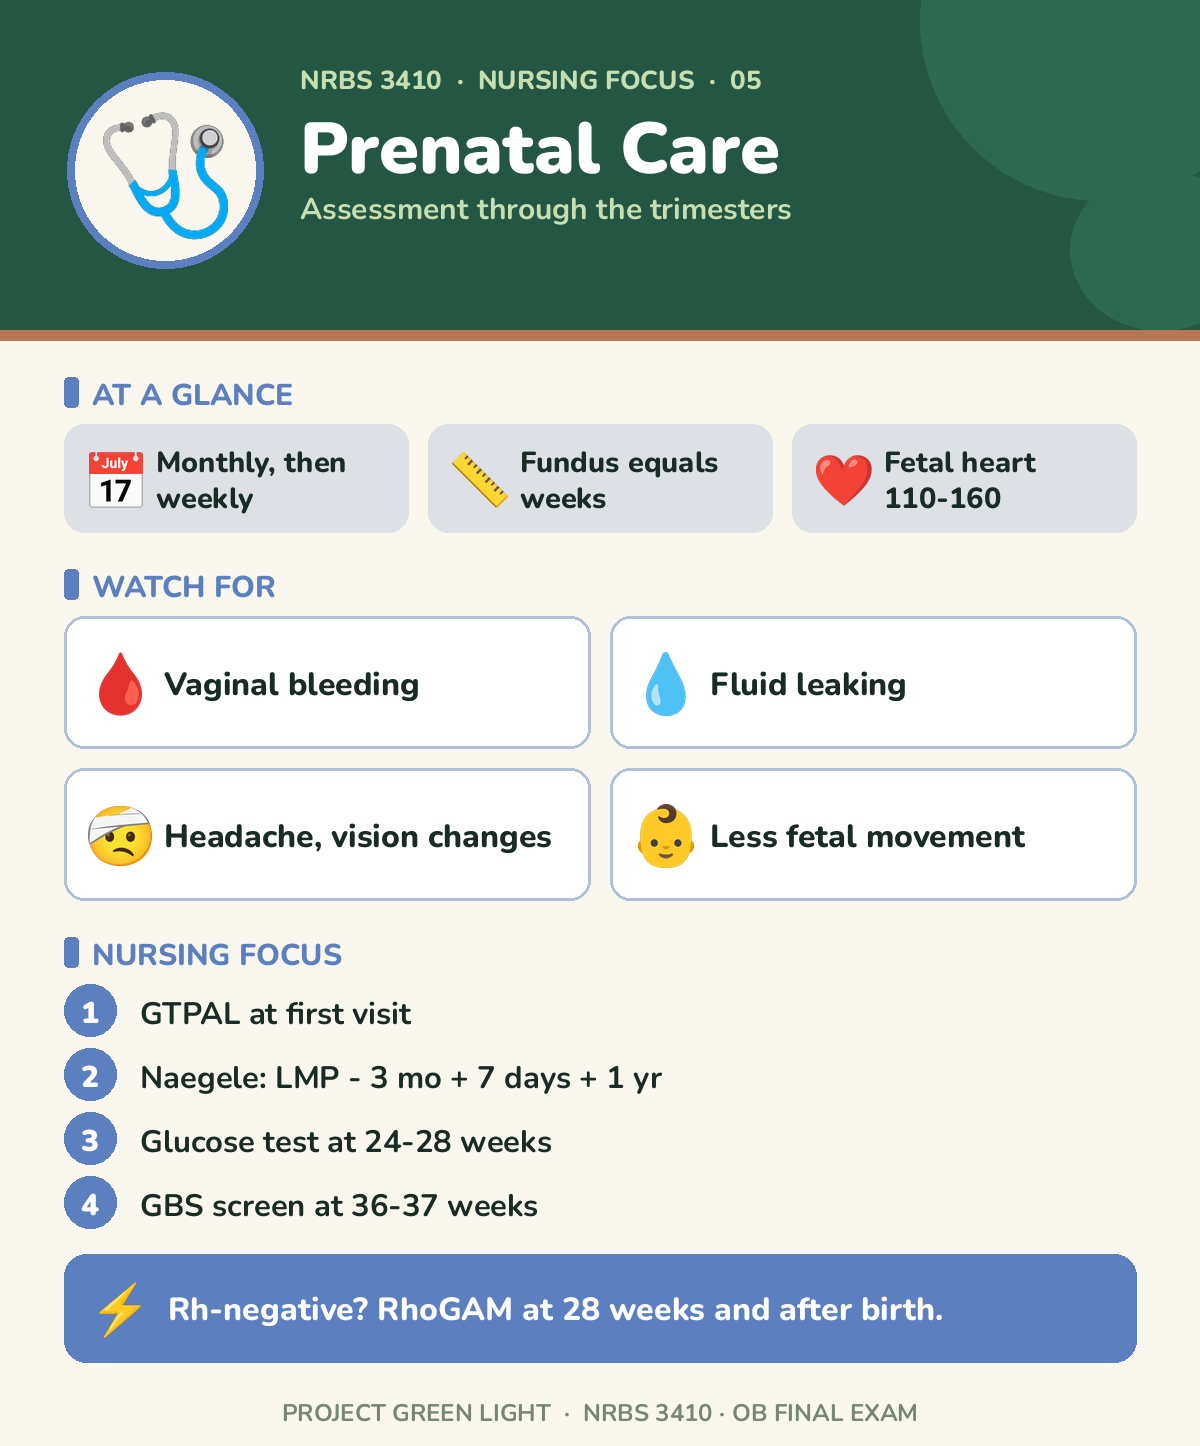 NRBS 3410 · NURSING FOCUS · 05
Prenatal Care
Assessment through the trimesters
AT A GLANCE
July
17
Monthly, then
weekly
Fundus equals
weeks
Fetal heart
110-160
WATCH FOR
Vaginal bleeding
Fluid leaking
Headache, vision changes
Less fetal movement
NURSING FOCUS
1 GTPAL at first visit
2 Naegele: LMP - 3 mo + 7 days + 1 yr
3 Glucose test at 24-28 weeks
4 GBS screen at 36-37 weeks
Rh-negative? RhoGAM at 28 weeks and after birth.
PROJECT GREEN LIGHT · NRBS 3410 · OB FINAL EXAM